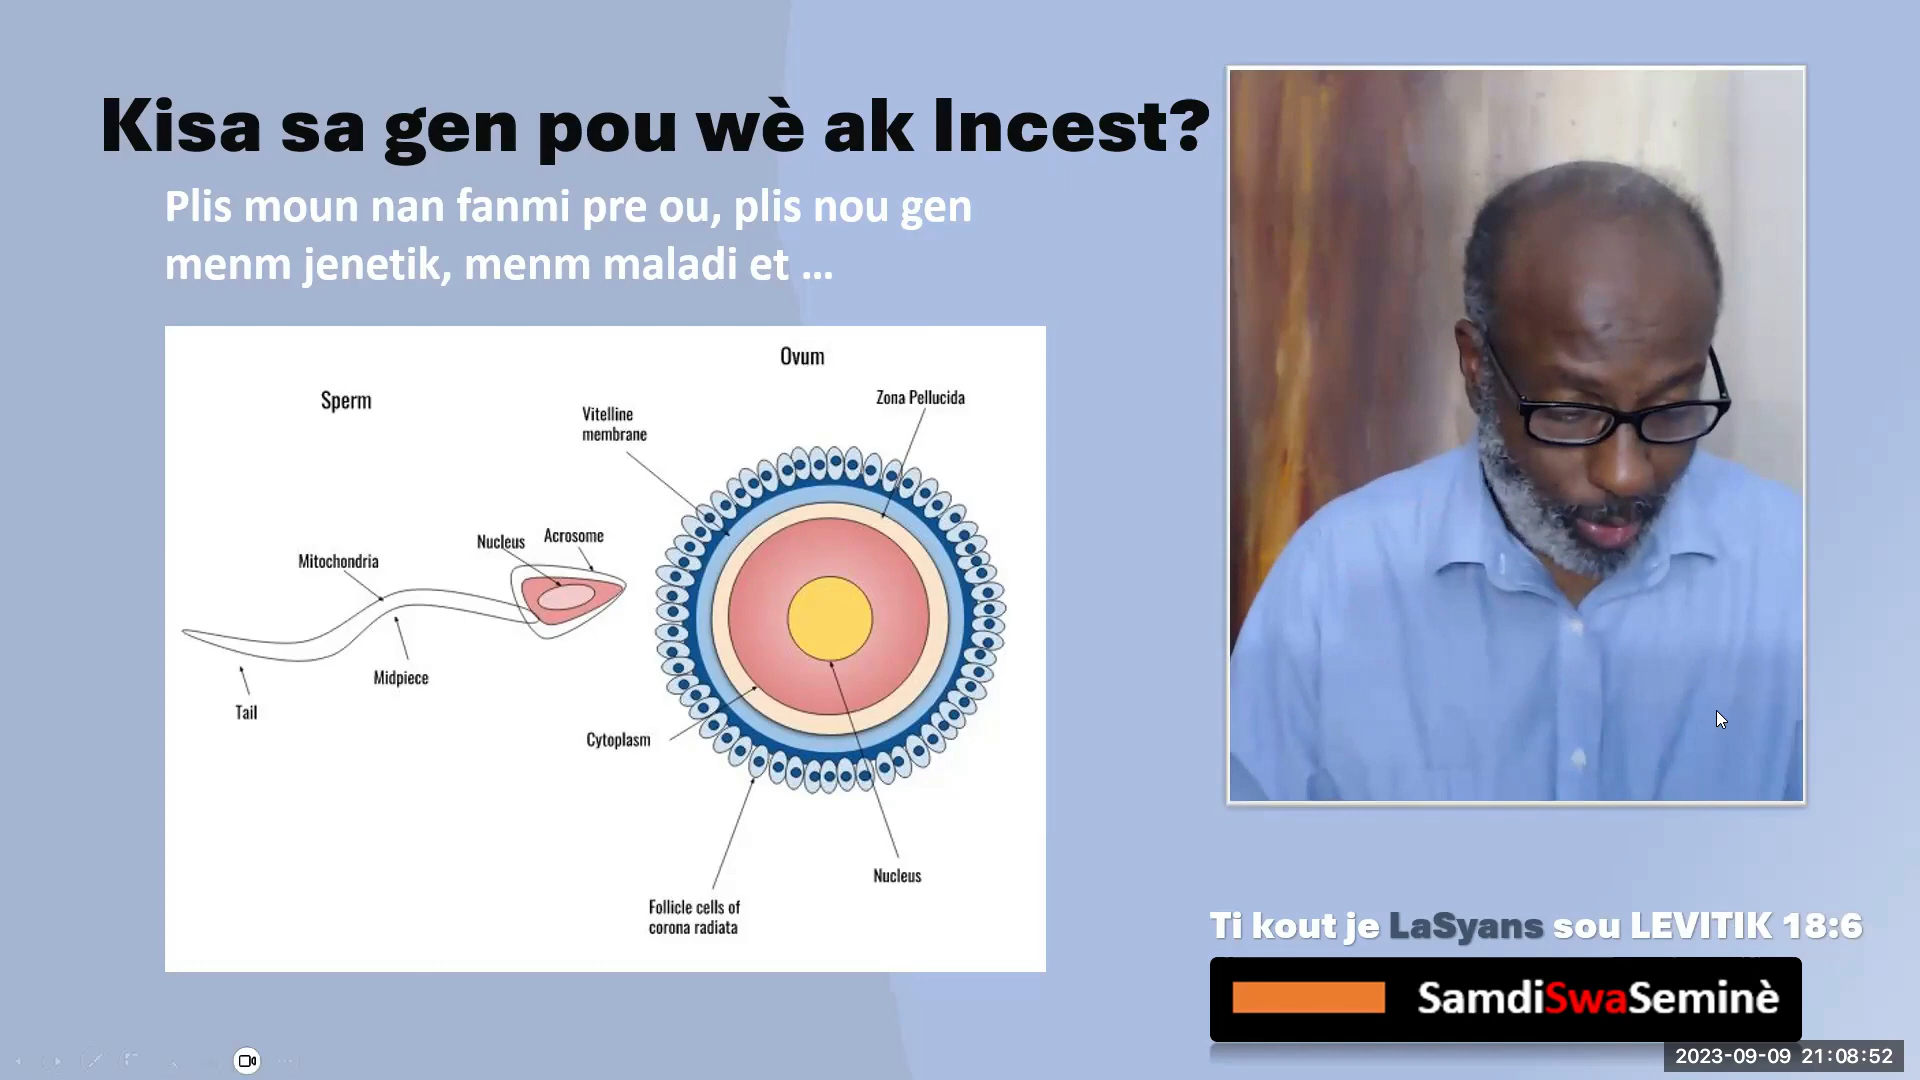 Kisa sa gen pou wè ak Incest?
Plis moun nan fanmi pre ou, plis nou gen
menm jenetik, menm maladi et ...
Ovum
Sperm
Zona Pellucida
Vitelline
membrane
Nucleus
Acrosome
Mitochondria
Midpiece
Tail
Cytoplasm
Nucleus
Follicle cells of
corona radiata
Ti kout je LaSyans sou LEVITIK 18:6
SamdiSwaSeminè
2023-09-09 21:08:52